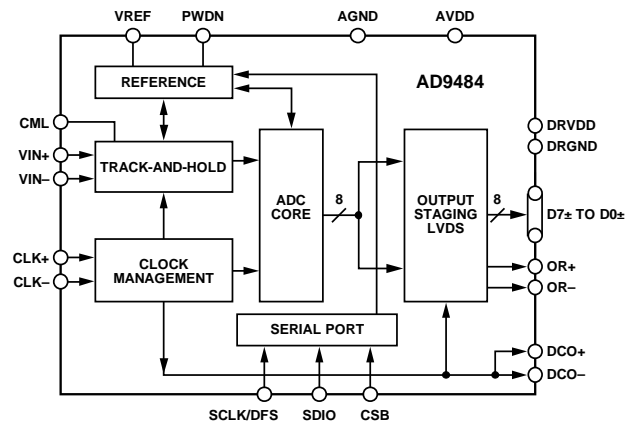 VREF PWDN AGND AVDD
REFERENCE
AD9484
CML
VIN+
VIN–
TRACK-AND-HOLD
ADC
CORE
8
OUTPUT
STAGING
LVDS
8
DRVDD
DRGND
D7± TO D0±
CLK+
CLK–
CLOCK
MANAGEMENT
OR+
OR–
SERIAL PORT
DCO+
DCO–
SCLK/DFS SDIO CSB